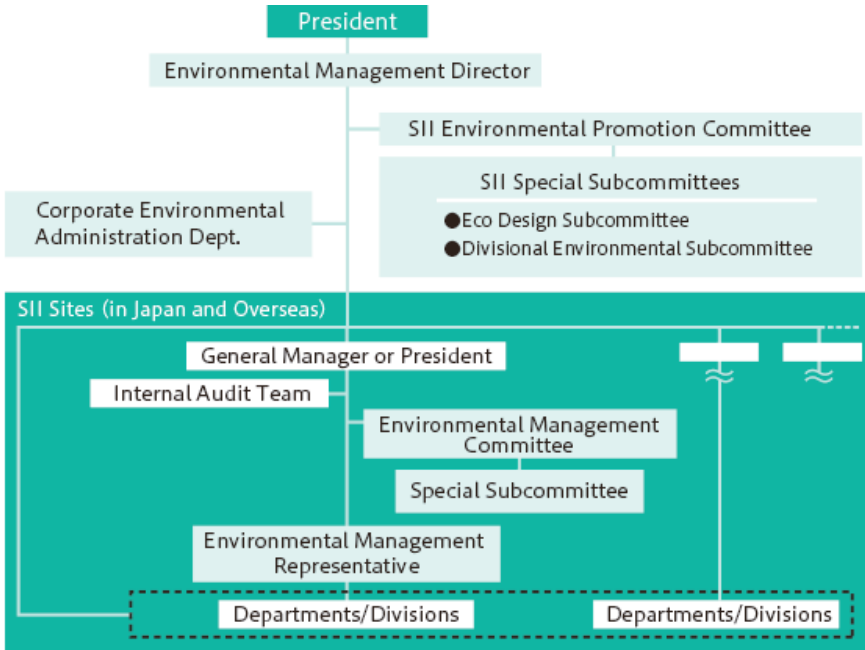 President
Environmental Management Director
SII Environmental Promotion Committee
SII Special Subcommittees
●Eco Design Subcommittee
●Divisional Environmental Subcommittee
Corporate Environmental
Administration Dept.
SII Sites (in Japan and Overseas)
General Manager or President
Internal Audit Team
Environmental Management
Committee
Special Subcommittee
Environmental Management
Representative
Departments/Divisions
Departments/Divisions